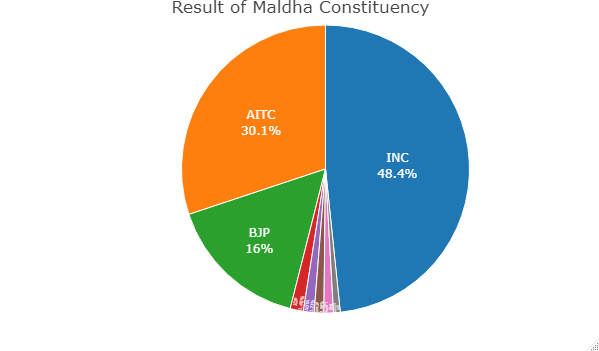 Result of Maldha Constituency
AITC
30.1%
INC
48.4%
BJP
16%